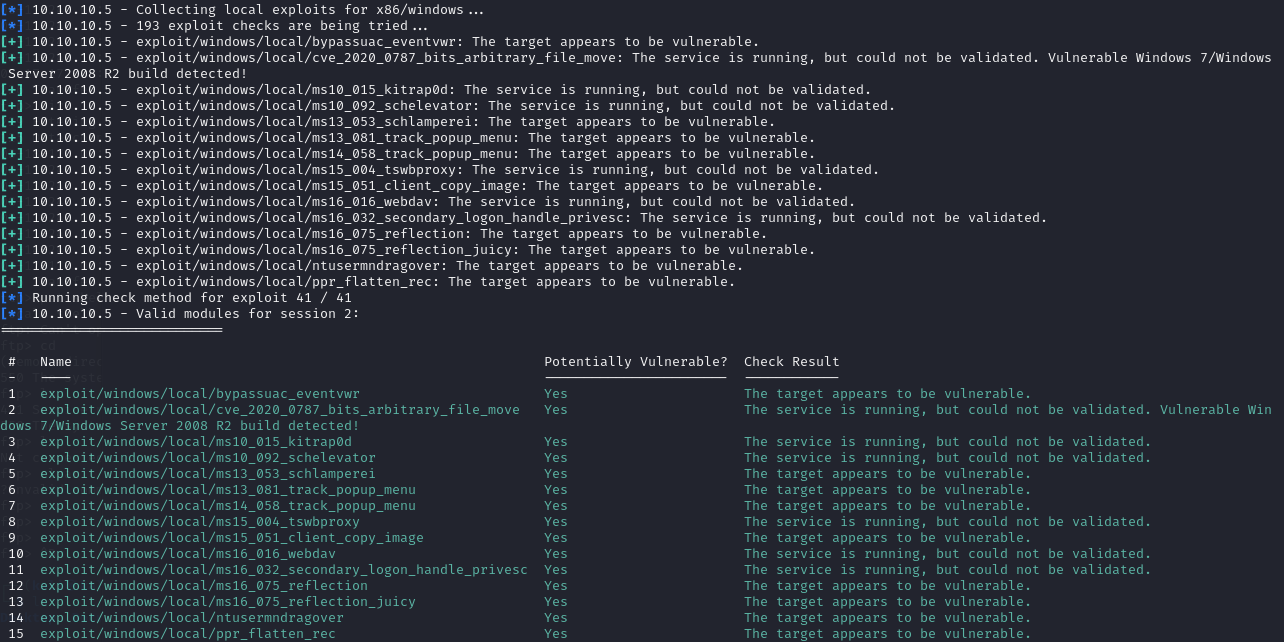 [*] 10.10.10.5 - Collecting local exploits for x86/windows...
[*] 10.10.10.5 - 193 exploit checks are being tried...
[+] 10.10.10.5 - exploit/windows/local/bypassuac_eventvwr: The target appears to be vulnerable.
[+] 10.10.10.5 - exploit/windows/local/cve_2020_0787_bits_arbitrary_file_move: The service is running, but could not be validated. Vulnerable Windows 7/Windows
Server 2008 R2 build detected!
[+] 10.10.10.5 - exploit/windows/local/ms10_015_kitrap0d: The service is running, but could not be validated.
[+] 10.10.10.5 - exploit/windows/local/ms10_092_schelevator: The service is running, but could not be validated.
[+] 10.10.10.5 - exploit/windows/local/ms13_053_schlamperei: The target appears to be vulnerable.
[+] 10.10.10.5 - exploit/windows/local/ms13_081_track_popup_menu: The target appears to be vulnerable.
[+] 10.10.10.5 - exploit/windows/local/ms14_058_track_popup_menu: The target appears to be vulnerable.
[+] 10.10.10.5 - exploit/windows/local/ms15_004_tswbproxy: The service is running, but could not be validated.
[+] 10.10.10.5 - exploit/windows/local/ms15_051_client_copy_image: The target appears to be vulnerable.
[+] 10.10.10.5 - exploit/windows/local/ms16_016_webdav: The service is running, but could not be validated.
[+] 10.10.10.5 - exploit/windows/local/ms16_032_secondary_logon_handle_privesc: The service is running, but could not be validated.
[+] 10.10.10.5 - exploit/windows/local/ms16_075_reflection: The target appears to be vulnerable.
[+] 10.10.10.5 - exploit/windows/local/ms16_075_reflection_juicy: The target appears to be vulnerable.
[+] 10.10.10.5 - exploit/windows/local/ntusermndragover: The target appears to be vulnerable.
[+] 10.10.10.5 - exploit/windows/local/ppr_flatten_rec: The target appears to be vulnerable.
[*] Running check method for exploit 41 / 41
[*] 10.10.10.5 - Valid modules for session 2:
============================
# Name Potentially Vulnerable? Check Result
- ---- ----------------------- ------------
1 exploit/windows/local/bypassuac_eventvwr Yes The target appears to be vulnerable.
2 exploit/windows/local/cve_2020_0787_bits_arbitrary_file_move Yes The service is running, but could not be validated. Vulnerable Win
dows 7/Windows Server 2008 R2 build detected!
3 exploit/windows/local/ms10_015_kitrap0d Yes The service is running, but could not be validated.
4 exploit/windows/local/ms10_092_schelevator Yes The service is running, but could not be validated.
5 exploit/windows/local/ms13_053_schlamperei Yes The target appears to be vulnerable.
6 exploit/windows/local/ms13_081_track_popup_menu Yes The target appears to be vulnerable.
7 exploit/windows/local/ms14_058_track_popup_menu Yes The target appears to be vulnerable.
8 exploit/windows/local/ms15_004_tswbproxy Yes The service is running, but could not be validated.
9 exploit/windows/local/ms15_051_client_copy_image Yes The target appears to be vulnerable.
10 exploit/windows/local/ms16_016_webdav Yes The service is running, but could not be validated.
11 exploit/windows/local/ms16_032_secondary_logon_handle_privesc Yes The service is running, but could not be validated.
12 exploit/windows/local/ms16_075_reflection Yes The target appears to be vulnerable.
13 exploit/windows/local/ms16_075_reflection_juicy Yes The target appears to be vulnerable.
14 exploit/windows/local/ntusermndragover Yes The target appears to be vulnerable.
15 exploit/windows/local/ppr_flatten_rec Yes The target appears to be vulnerable.